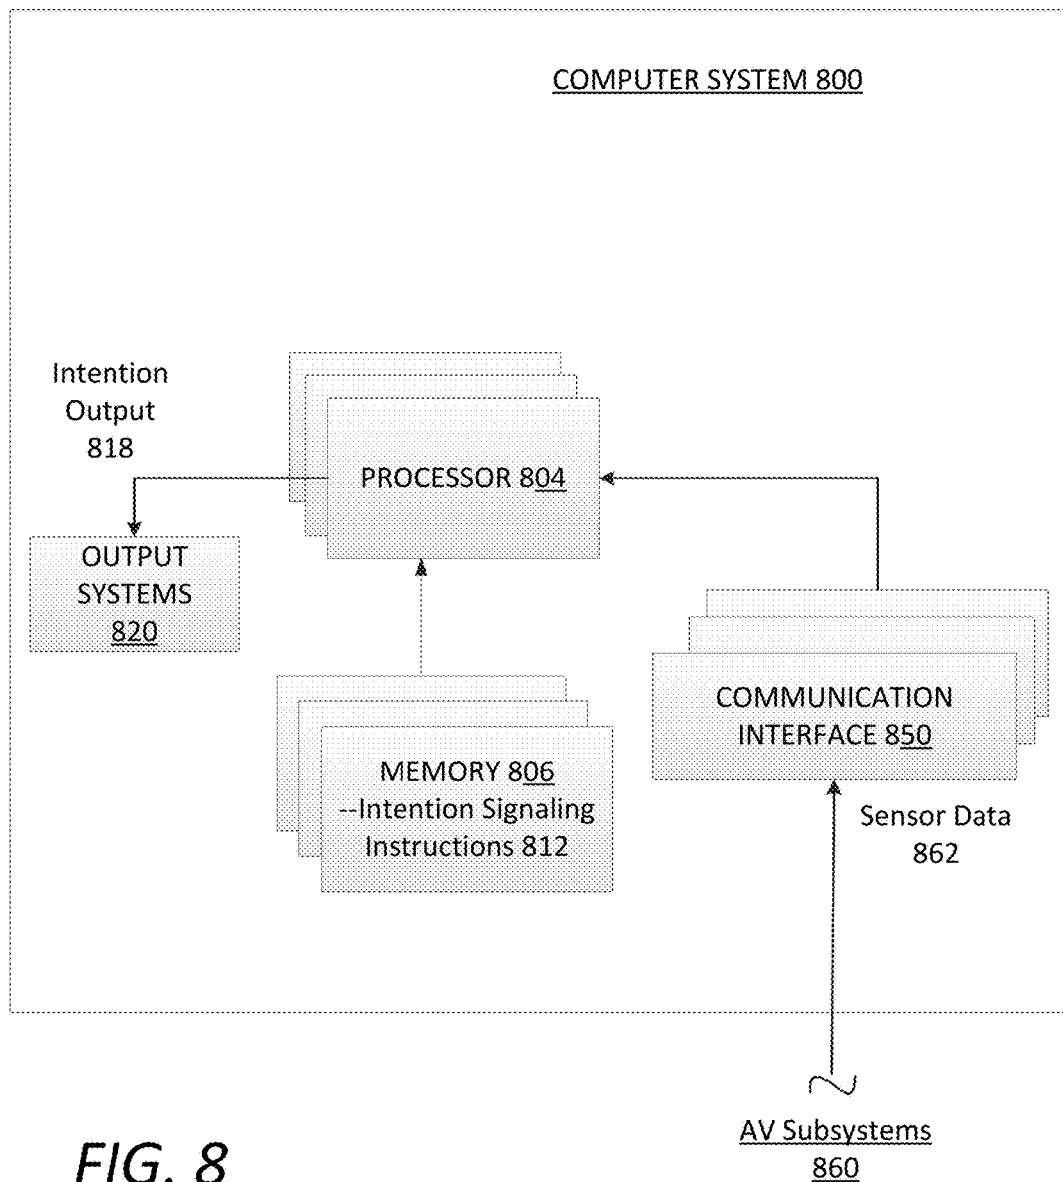 COMPUTER SYSTEM 800
Intention
Output
818
PROCESSOR 804
OUTPUT
SYSTEMS
820
COMMUNICATION
INTERFACE 850
MEMORY 806
--Intention Signaling
Instructions 812
Sensor Data
862
AV Subsystems
860
FIG. 8